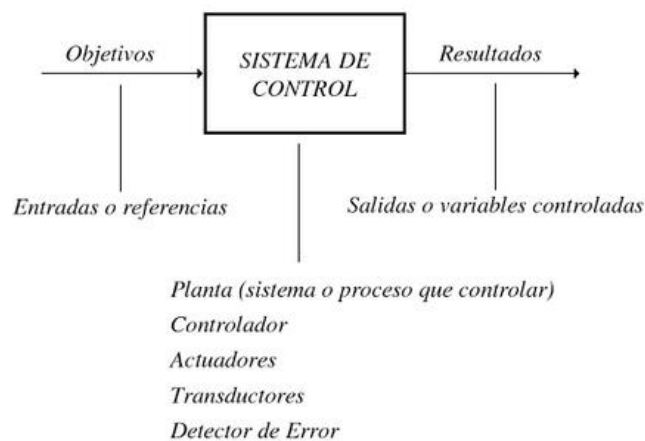 Objetivos
SISTEMA DE
CONTROL
Resultados
Entradas o referencias
Salidas o variables controladas
Planta (sistema o proceso que controlar)
Controlador
Actuadores
Transductores
Detector de Error